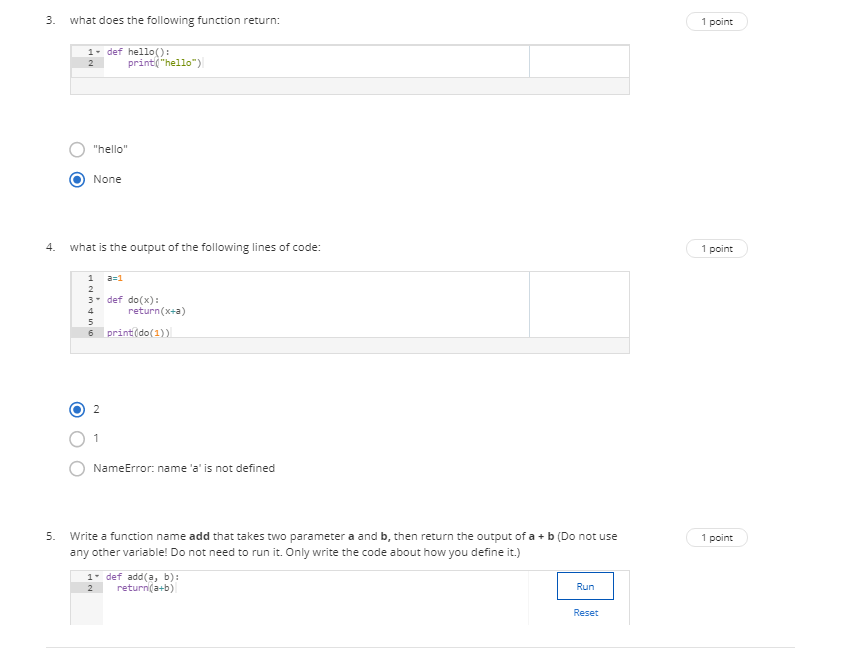 3. what does the following function return:
1 point
1 def hello():
2 print("hello")
"hello"
None
4. what is the output of the following lines of code:
1 point
1 a=1
2
3 def do(x):
4 return(x+a)
5
6 print(do(1))
2
1
NameError: name 'a' is not defined
5. Write a function name add that takes two parameter a and b, then return the output of a + b (Do not use
any other variable! Do not need to run it. Only write the code about how you define it.)
1 point
1 def add(a, b):
2 return(a+b)
Run
Reset